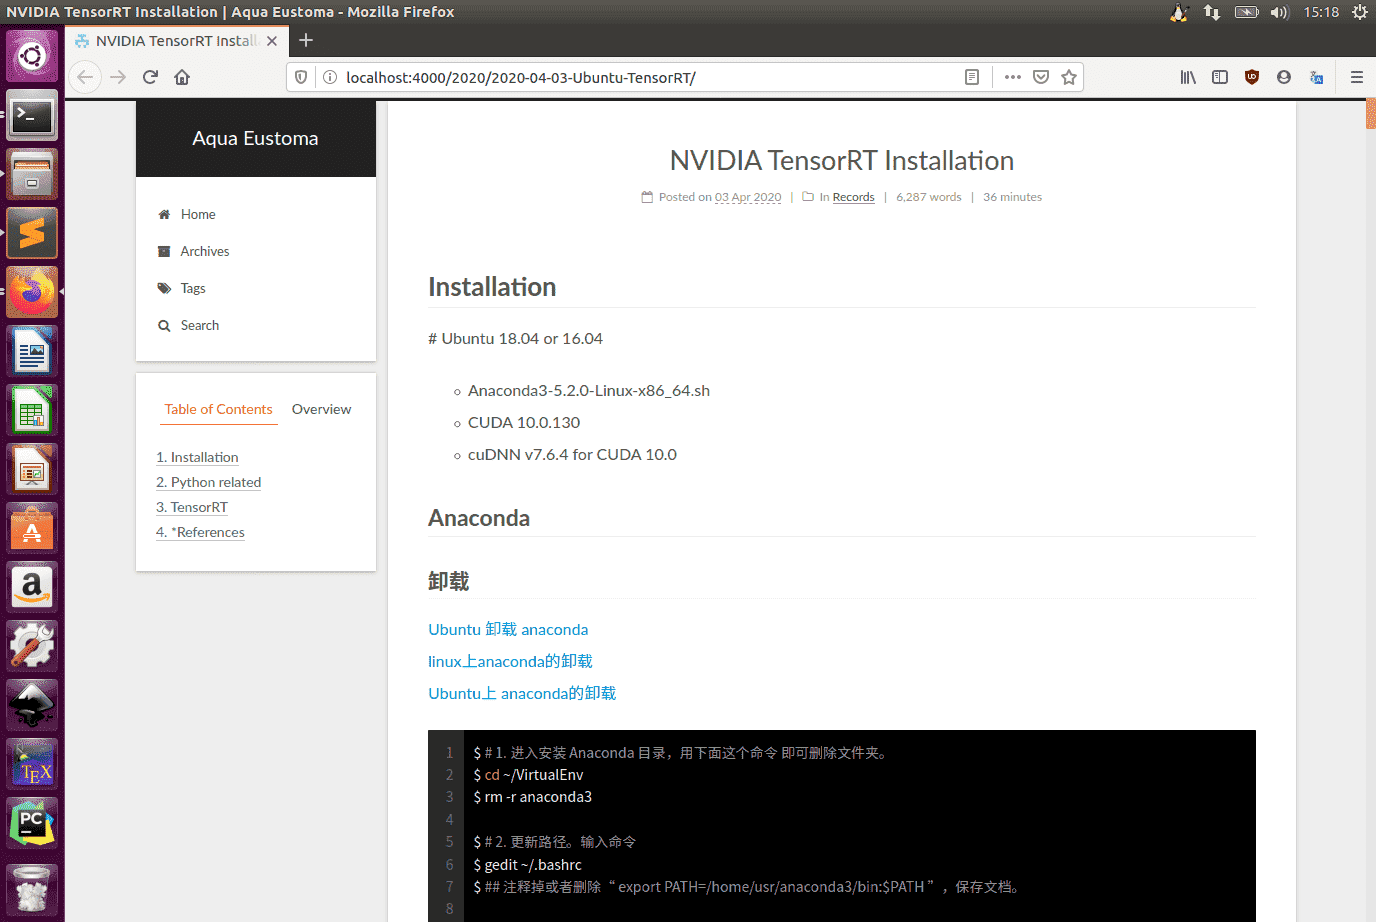 NVIDIA TensorRT Installation | Aqua Eustoma - Mozilla Firefox
15:18
NVIDIA TensorRT Install
localhost:4000/2020/2020-04-03-Ubuntu-TensorRT/
Aqua Eustoma
Home
Archives
Tags
Search
Table of Contents Overview
1. Installation
2. Python related
3. TensorRT
4. *References
NVIDIA TensorRT Installation
Posted on 03 Apr 2020 | In Records | 6,287 words | 36 minutes
Installation
# Ubuntu 18.04 or 16.04
Anaconda3-5.2.0-Linux-x86_64.sh
CUDA 10.0.130
cuDNN v7.6.4 for CUDA 10.0
Anaconda
卸载
Ubuntu 卸载 anaconda
linux上anaconda的卸载
Ubuntu上 anaconda的卸载
1 $ # 1. 进入安装 Anaconda 目录，用下面这个命令 即可删除文件夹。
2 $ cd ~/VirtualEnv
3 $ rm -r anaconda3
4
5 $ # 2. 更新路径。输入命令
6 $ gedit ~/.bashrc
7 $ ## 注释掉或者删除 “ export PATH=/home/usr/anaconda3/bin:$PATH ” ，保存文档。
8
a
TEX
PC